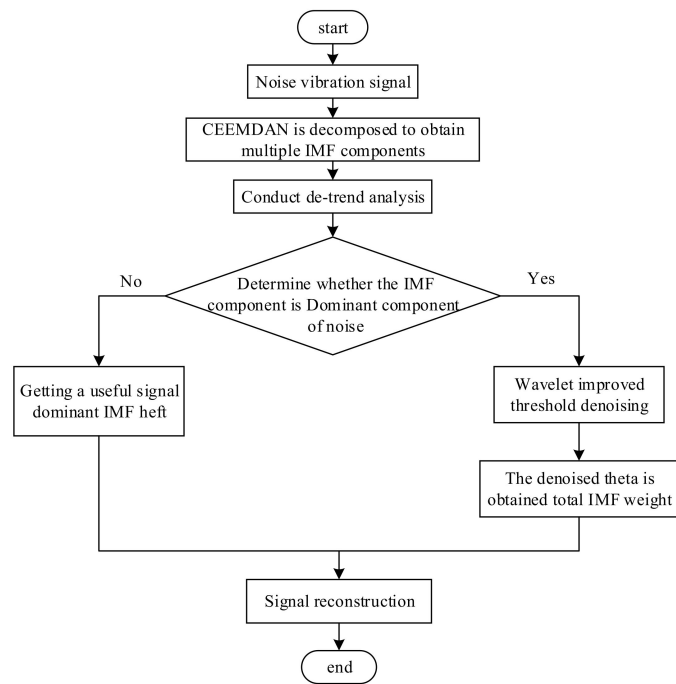 start
Noise vibration signal
CEEMDAN is decomposed to obtain
multiple IMF components
Conduct de-trend analysis
No
Determine whether the IMF
component is Dominant component
of noise
Yes
Getting a useful signal
dominant IMF heft
Wavelet improved
threshold denoising
The denoised theta is
obtained total IMF weight
Signal reconstruction
end